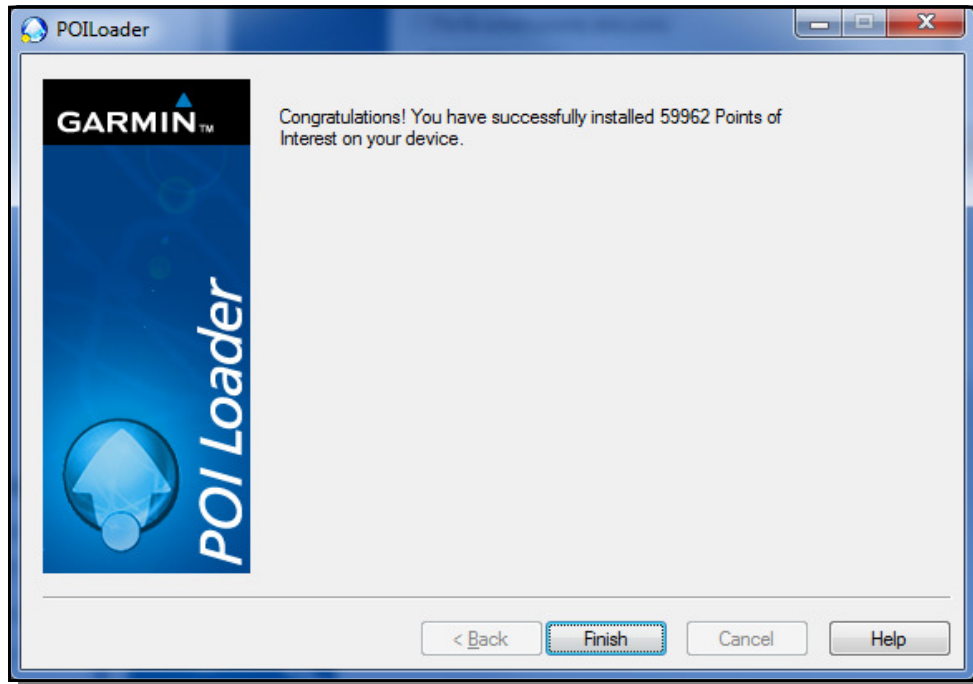 POILoader
GARMIN™
Congratulations! You have successfully installed 59962 Points of
Interest on your device.
POI Loader
< Back
Finish
Cancel
Help